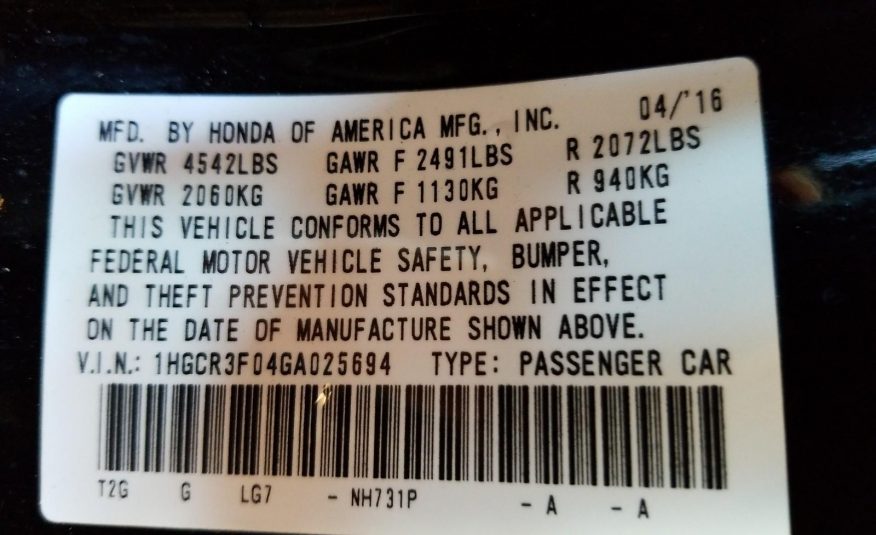 MFD. BY HONDA OF AMERICA MFG., INC. 04/'16
GVWR 4542LBS GAWR F 2491LBS R 2072LBS
GVWR 2060KG GAWR F 1130KG R 940KG
THIS VEHICLE CONFORMS TO ALL APPLICABLE
FEDERAL MOTOR VEHICLE SAFETY, BUMPER,
AND THEFT PREVENTION STANDARDS IN EFFECT
ON THE DATE OF MANUFACTURE SHOWN ABOVE.
V.I.N.: 1HGCR3F04GA025694 TYPE: PASSENGER CAR
T2G G LG7 - NH731P - A - A